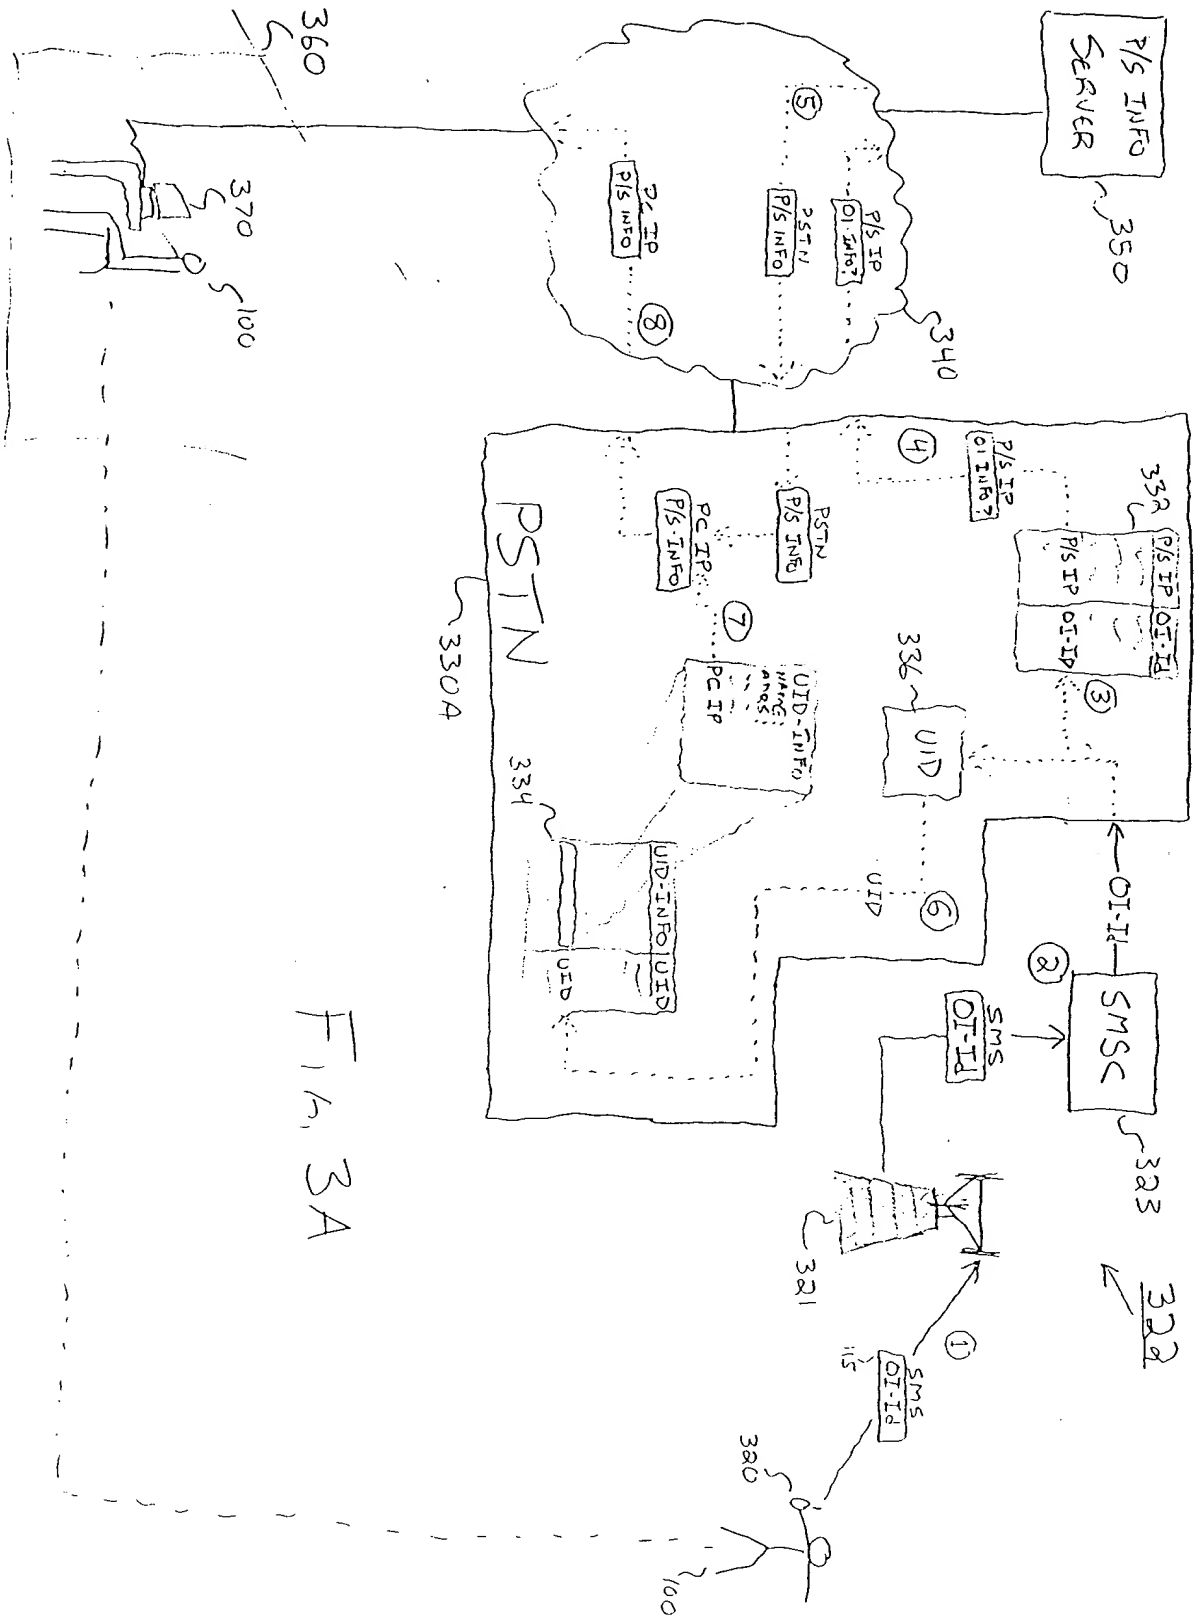 P/S INFO
SERVER
350
5
P/S IP
OI INFO?
PSTN
P/S INFO
PC IP
P/S INFO
8
340
360
370
100
332
P/S IP OI-Id
P/S IP OI-ID
3
P/S IP
OI INFO?
4
PSTN
P/S INFO
PC IP
P/S INFO
7
336
UID
UID-INFO
NAME:
ADRS:
PC IP
6
UID
334
UID-INFO UID
UID
PSTN
330A
OI-Id
2
SMSC
323
322
SMS
OI-Id
321
1
SMS
OI-Id
115
320
100
FIG. 3A